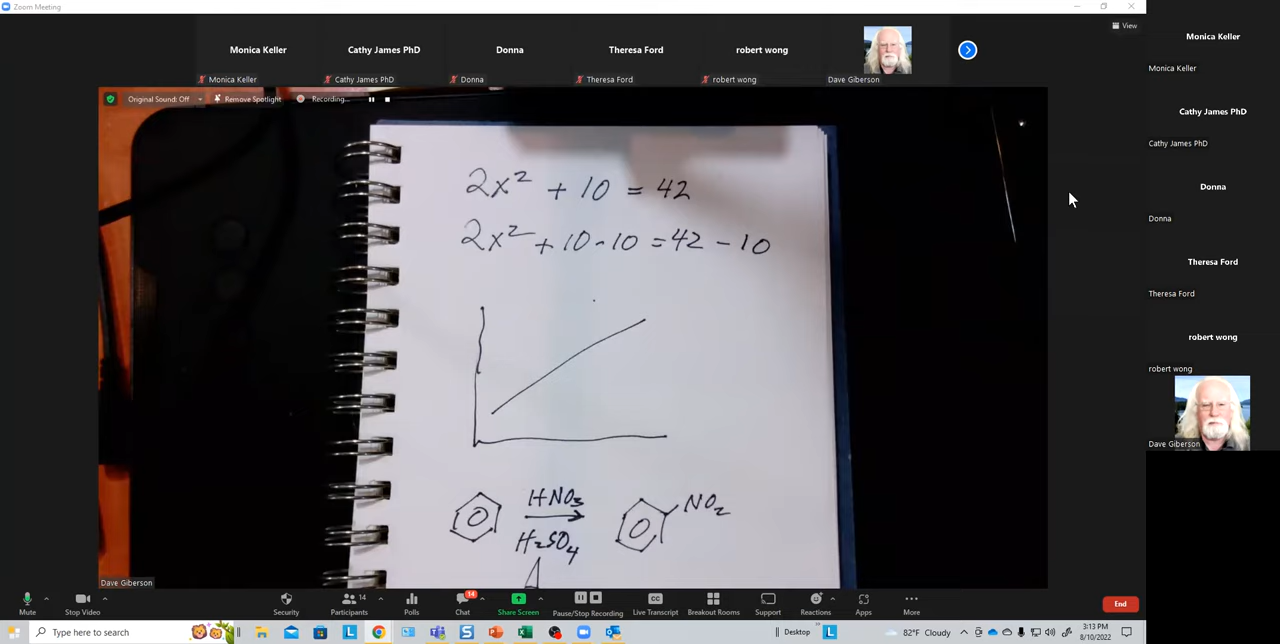 Zoom Meeting
View
Monica Keller
Cathy James PhD
Donna
Theresa Ford
robert wong
Monica Keller
Cathy James PhD
Donna
Theresa Ford
robert wong
Dave Giberson
Original Sound: Off
Remove Spotlight
Recording...
2x² + 10 = 42
2x² + 10 - 10 = 42 - 10
HNO₃
H₂SO₄
NO₂
Dave Giberson
Monica Keller
Monica Keller
Cathy James PhD
Cathy James PhD
Donna
Donna
Theresa Ford
Theresa Ford
robert wong
robert wong
Dave Giberson
Mute
Stop Video
Security
14
Participants
Polls
14
Chat
Share Screen
Pause/Stop Recording
CC
Live Transcript
Breakout Rooms
Support
Reactions
Apps
More
End
Type here to search
Desktop
L
82°F Cloudy
3:13 PM
8/10/2022